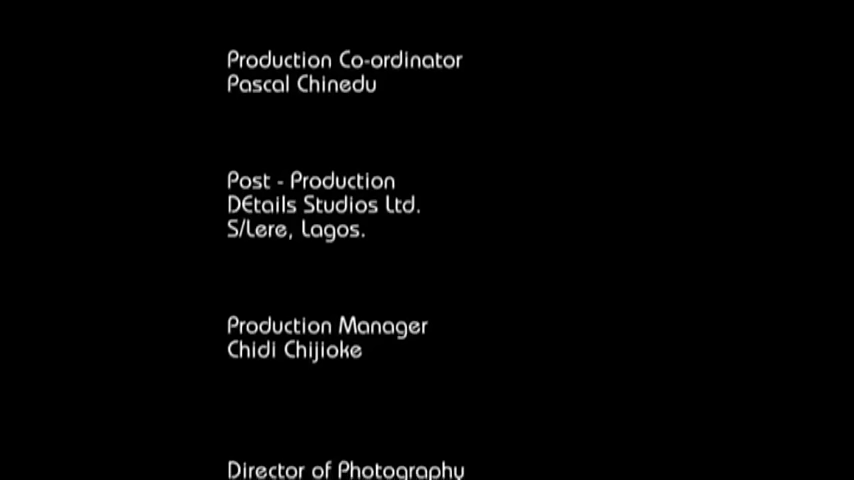 Production Co-ordinator
Pascal Chinedu
Post - Production
DEtails Studios Ltd.
S/Lere, Lagos.
Production Manager
Chidi Chijioke
Director of Photography